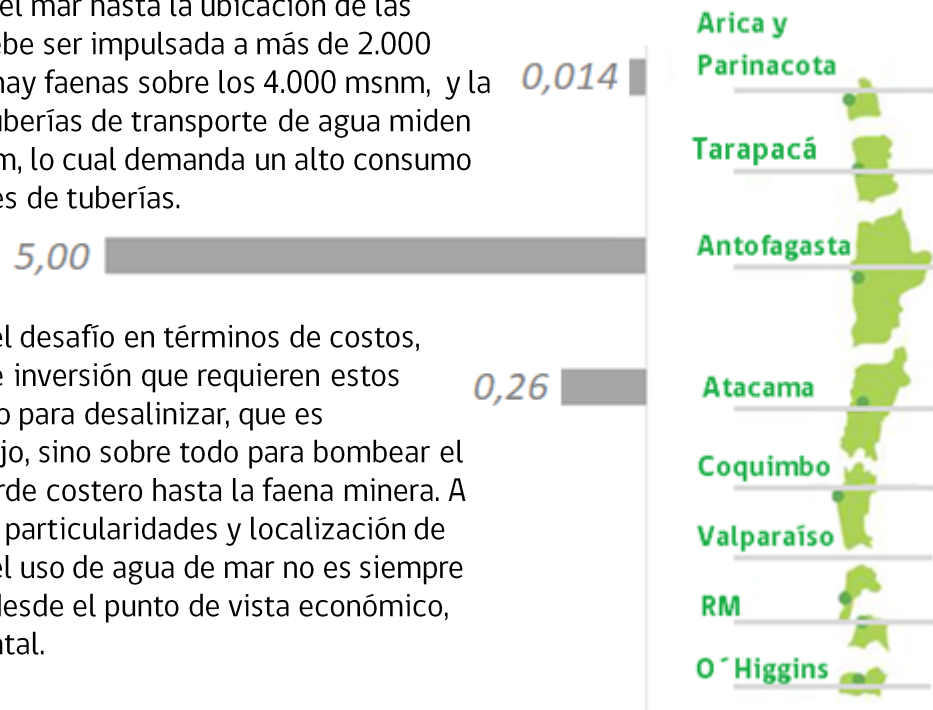 el mar hasta la ubicación de las
ebe ser impulsada a más de 2.000
hay faenas sobre los 4.000 msnm, y la
uberías de transporte de agua miden
m, lo cual demanda un alto consumo
es de tuberías.
el desafío en términos de costos,
e inversión que requieren estos
o para desalinizar, que es
jo, sino sobre todo para bombear el
rde costero hasta la faena minera. A
particularidades y localización de
el uso de agua de mar no es siempre
desde el punto de vista económico,
ntal.
0,014
5,00
0,26
Arica y
Parinacota
Tarapacá
Antofagasta
Atacama
Coquimbo
Valparaíso
RM
O´Higgins